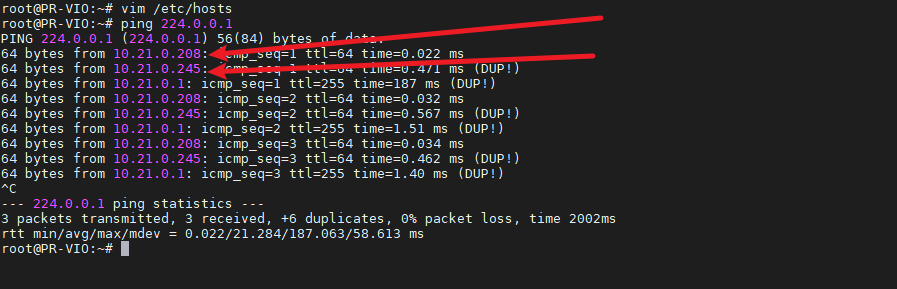 root@PR-VIO:~# vim /etc/hosts
root@PR-VIO:~# ping 224.0.0.1
PING 224.0.0.1 (224.0.0.1) 56(84) bytes of data.
64 bytes from 10.21.0.208: icmp_seq=1 ttl=64 time=0.022 ms
64 bytes from 10.21.0.245: icmp_seq=1 ttl=64 time=0.471 ms (DUP!)
64 bytes from 10.21.0.1: icmp_seq=1 ttl=255 time=187 ms (DUP!)
64 bytes from 10.21.0.208: icmp_seq=2 ttl=64 time=0.032 ms
64 bytes from 10.21.0.245: icmp_seq=2 ttl=64 time=0.567 ms (DUP!)
64 bytes from 10.21.0.1: icmp_seq=2 ttl=255 time=1.51 ms (DUP!)
64 bytes from 10.21.0.208: icmp_seq=3 ttl=64 time=0.034 ms
64 bytes from 10.21.0.245: icmp_seq=3 ttl=64 time=0.462 ms (DUP!)
64 bytes from 10.21.0.1: icmp_seq=3 ttl=255 time=1.40 ms (DUP!)
^C
--- 224.0.0.1 ping statistics ---
3 packets transmitted, 3 received, +6 duplicates, 0% packet loss, time 2002ms
rtt min/avg/max/mdev = 0.022/21.284/187.063/58.613 ms
root@PR-VIO:~#